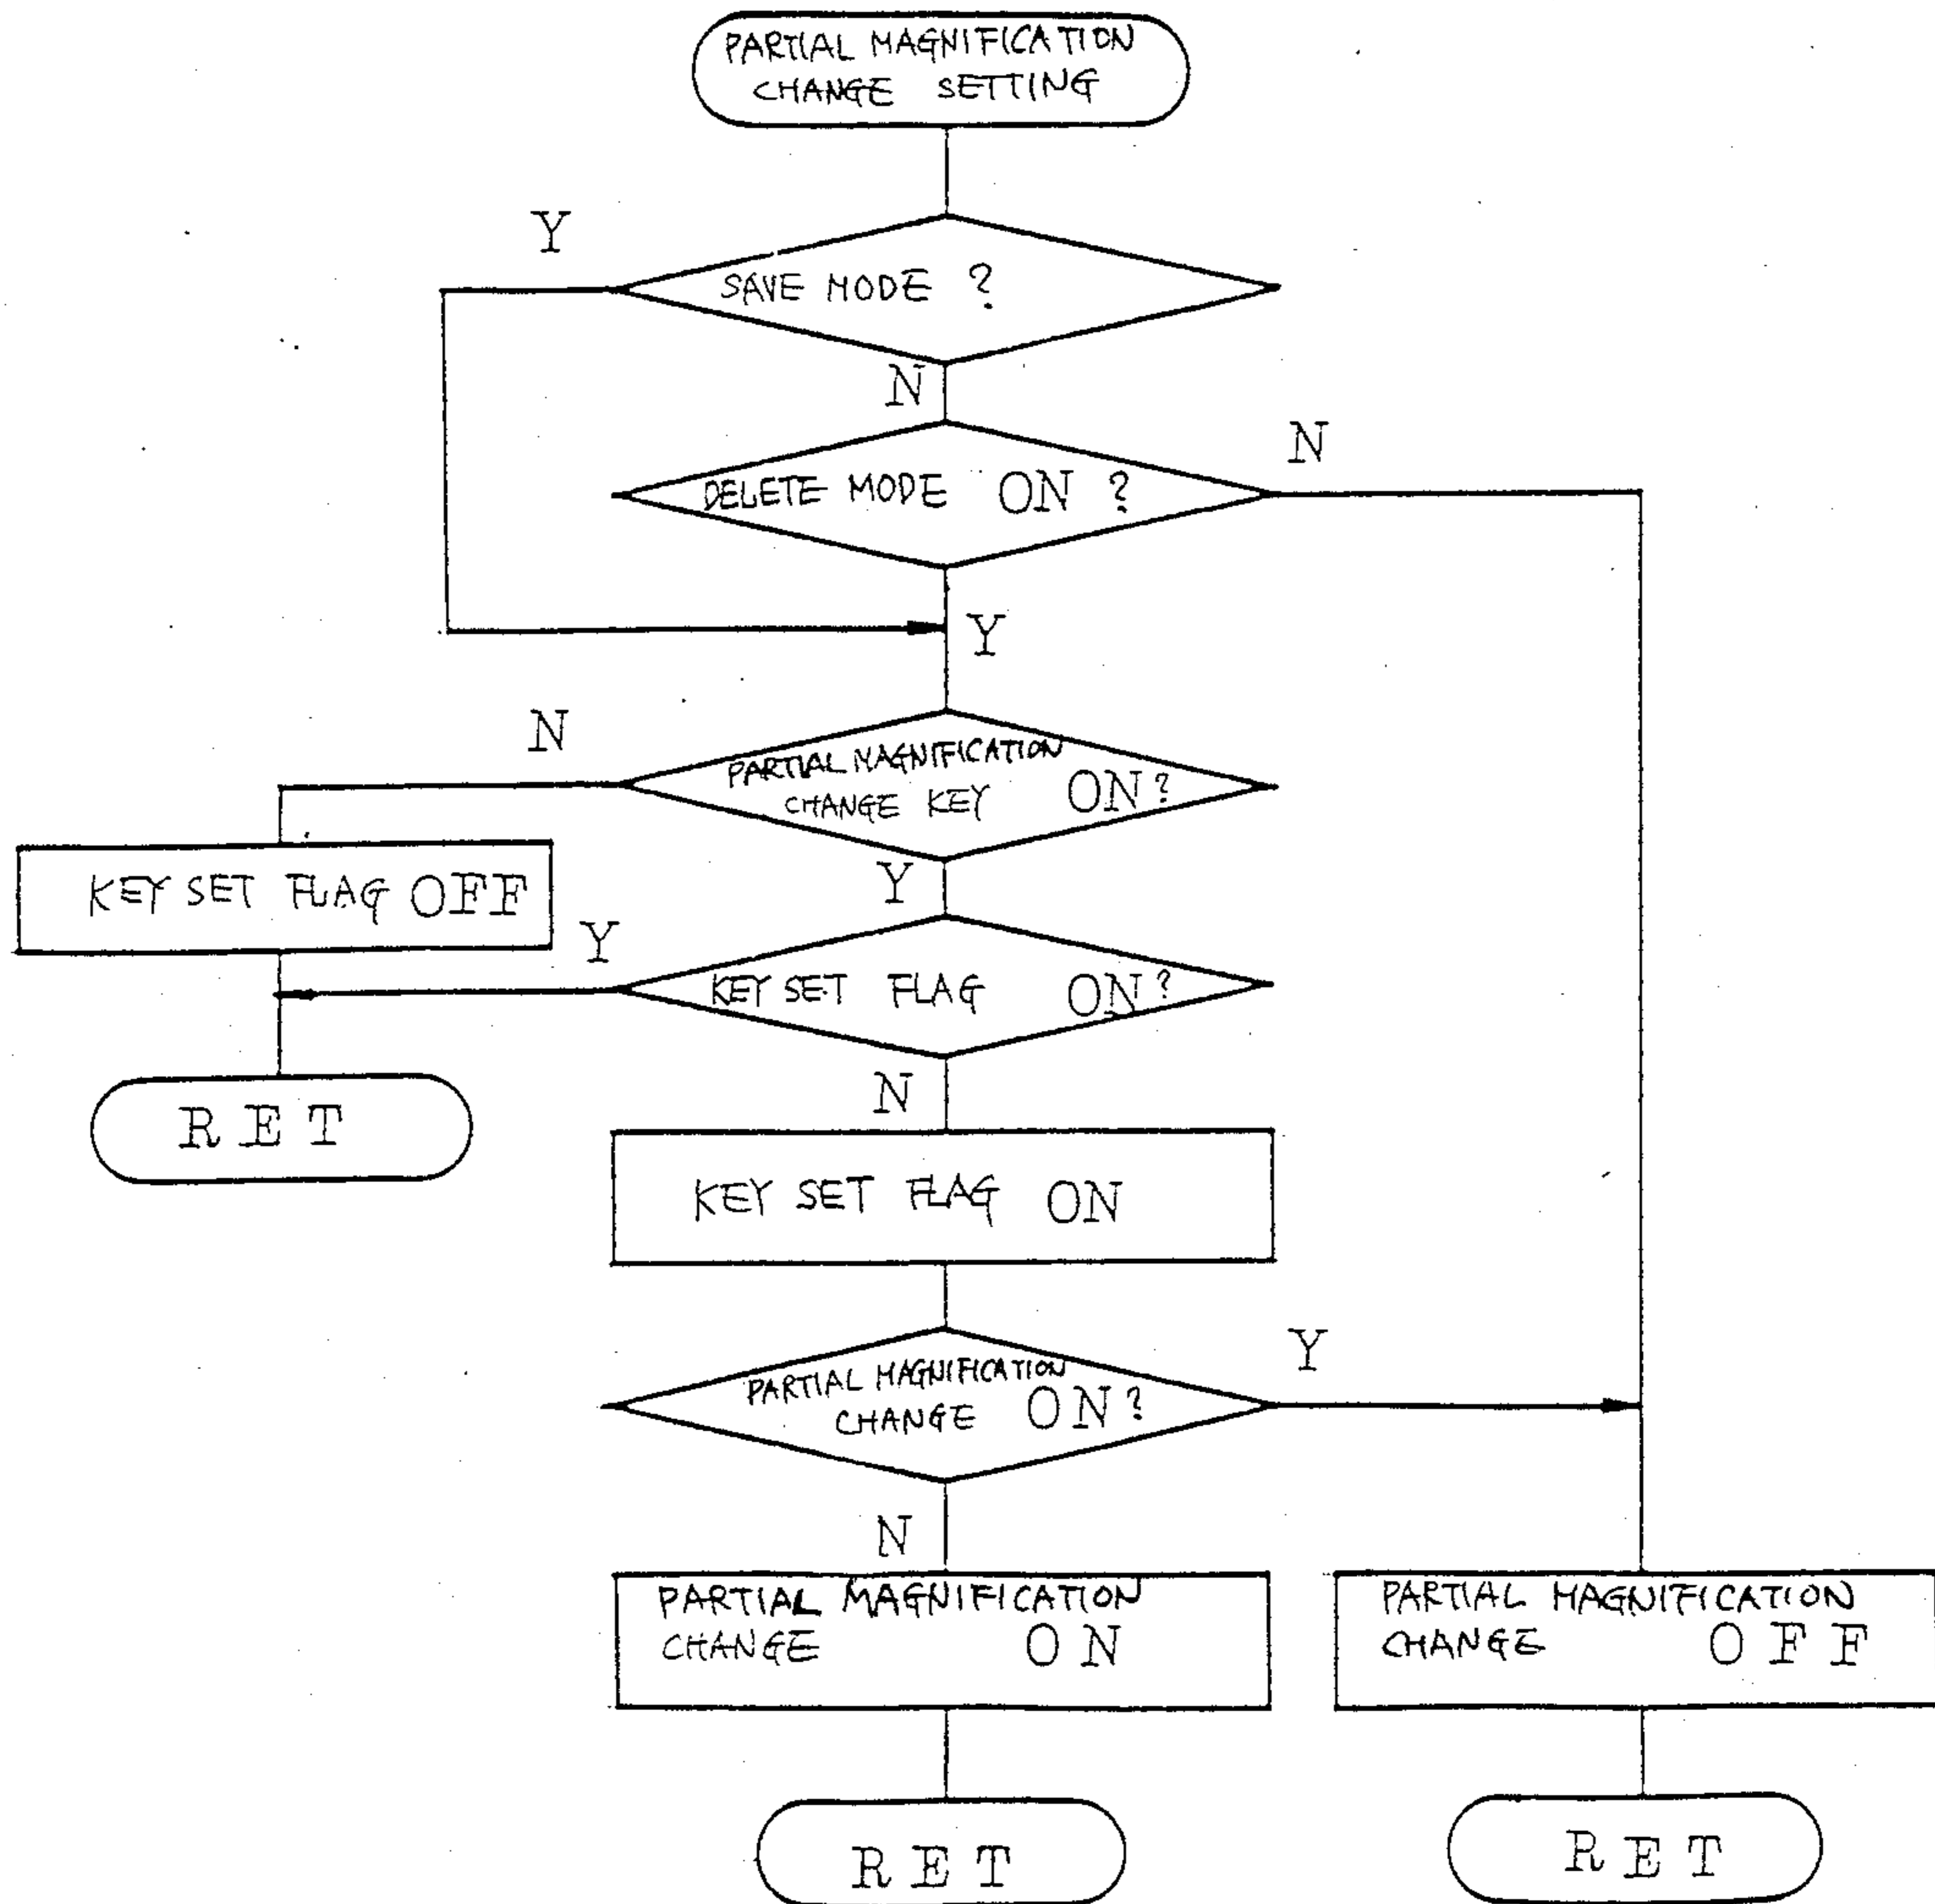 PARTIAL MAGNIFICATION
CHANGE SETTING
Y
SAVE MODE ?
N
N
DELETE MODE ON ?
Y
N
PARTIAL MAGNIFICATION
CHANGE KEY ON?
KEY SET FLAG OFF
Y
Y
KEY SET FLAG ON?
N
RET
KEY SET FLAG ON
Y
PARTIAL MAGNIFICATION
CHANGE ON?
N
PARTIAL MAGNIFICATION
CHANGE ON
PARTIAL MAGNIFICATION
CHANGE OFF
RET
RET